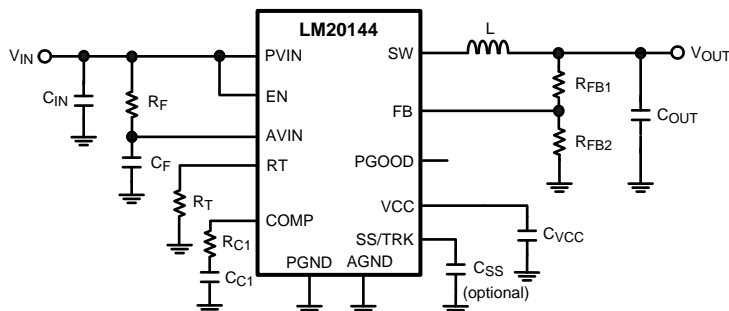 LM20144
VIN
PVIN
SW
L
VOUT
CIN
RF
EN
FB
RFB1
COUT
AVIN
RFB2
CF
RT
PGOOD
RT
VCC
COMP
CVCC
RC1
SS/TRK
CC1
PGND
AGND
CSS
(optional)